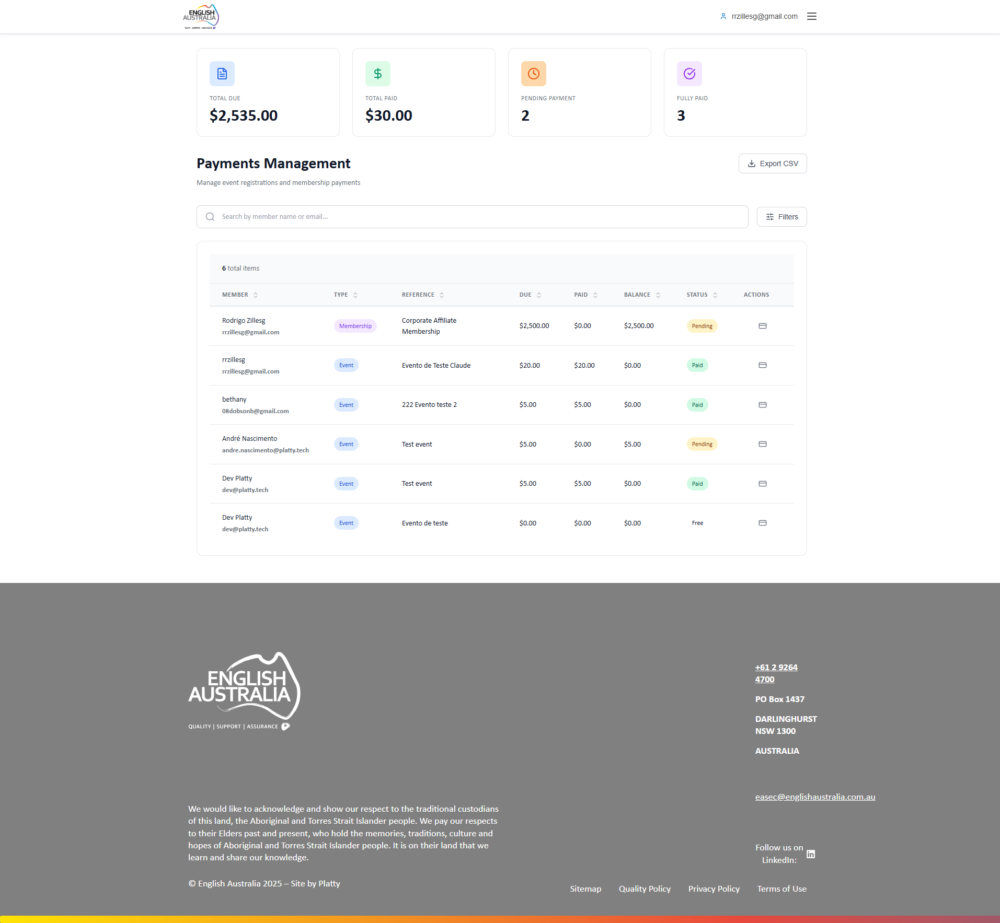 ENGLISH
AUSTRALIA
QUALITY | SUPPORT | ASSURANCE
rrzillesg@gmail.com
TOTAL DUE
$2,535.00
TOTAL PAID
$30.00
PENDING PAYMENT
2
FULLY PAID
3
Payments Management
Export CSV
Manage event registrations and membership payments
Search by member name or email...
Filters
6 total items
MEMBER TYPE REFERENCE DUE PAID BALANCE STATUS ACTIONS
Rodrigo Zillesg
rrzillesg@gmail.com
Membership
Corporate Affiliate
Membership
$2,500.00 $0.00 $2,500.00 Pending
rrzillesg
rrzillesg@gmail.com
Event Evento de Teste Claude $20.00 $20.00 $0.00 Paid
bethany
08dobsonb@gmail.com
Event 222 Evento teste 2 $5.00 $5.00 $0.00 Paid
André Nascimento
andre.nascimento@platty.tech
Event Test event $5.00 $0.00 $5.00 Pending
Dev Platty
dev@platty.tech
Event Test event $5.00 $5.00 $0.00 Paid
Dev Platty
dev@platty.tech
Event Evento de teste $0.00 $0.00 $0.00 Free
ENGLISH
AUSTRALIA
QUALITY | SUPPORT | ASSURANCE
+61 2 9264
4700
PO Box 1437
DARLINGHURST
NSW 1300
AUSTRALIA
easec@englishaustralia.com.au
We would like to acknowledge and show our respect to the traditional custodians
of this land, the Aboriginal and Torres Strait Islander people. We pay our respects
to their Elders past and present, who hold the memories, traditions, culture and
hopes of Aboriginal and Torres Strait Islander people. It is on their land that we
learn and share our knowledge.
Follow us on
LinkedIn:
© English Australia 2025 – Site by Platty
Sitemap Quality Policy Privacy Policy Terms of Use